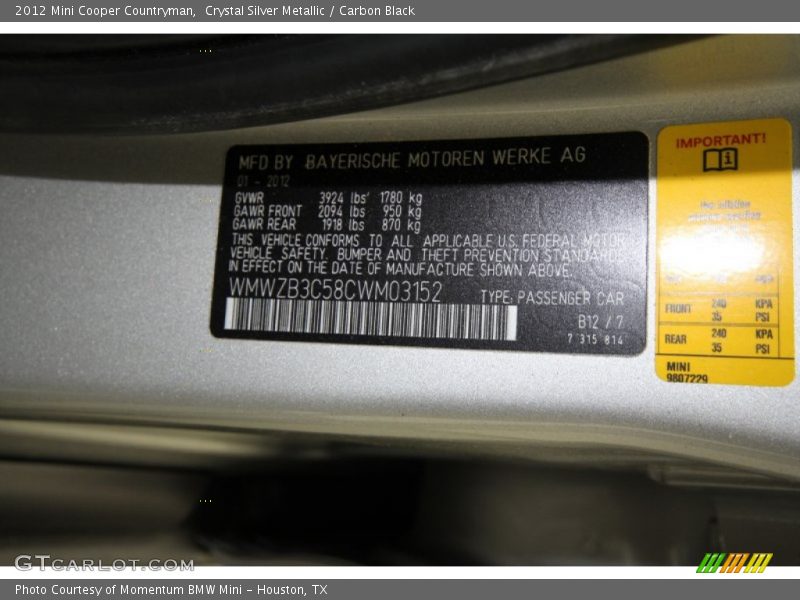 2012 Mini Cooper Countryman,  Crystal Silver Metallic / Carbon Black
MFD BY BAYERISCHE MOTOREN WERKE AG
01 - 2012
GVWR 3924 lbs' 1780 kg
GAWR FRONT 2094 lbs 950 kg
GAWR REAR 1918 lbs 870 kg
THIS VEHICLE CONFORMS TO ALL APPLICABLE U.S. FEDERAL MOTOR
VEHICLE SAFETY, BUMPER AND THEFT PREVENTION STANDARDS
IN EFFECT ON THE DATE OF MANUFACTURE SHOWN ABOVE.
WMWZB3C58CWM03152 TYPE: PASSENGER CAR
B12 / 7
7 315 814
IMPORTANT!
FRONT 240 KPA
35 PSI
REAR 240 KPA
35 PSI
MINI
9807229
GTCARLOT.COM
Photo Courtesy of Momentum BMW Mini - Houston, TX